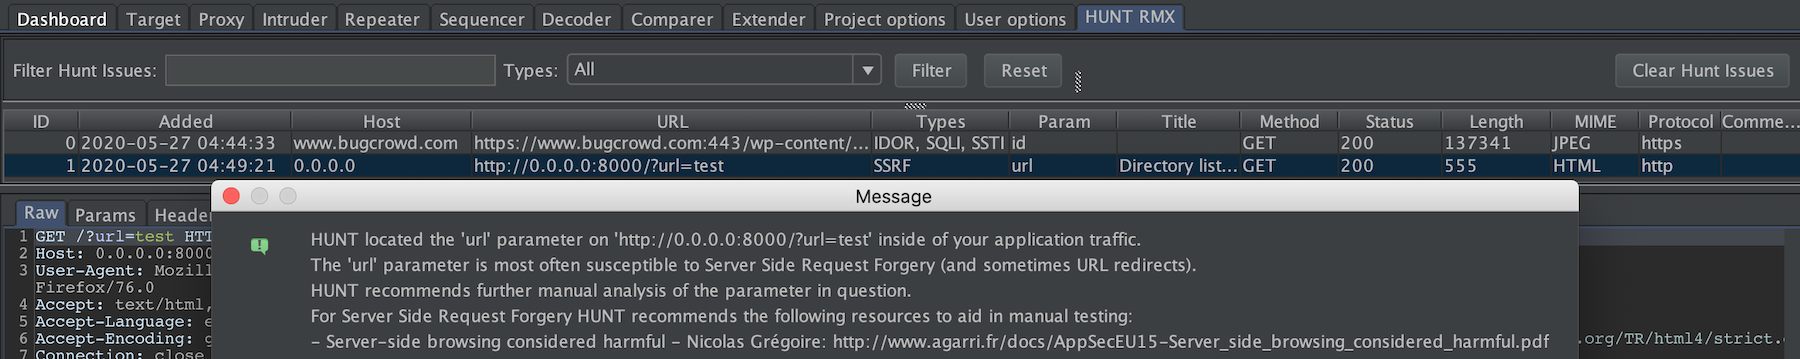 Dashboard Target Proxy Intruder Repeater Sequencer Decoder Comparer Extender Project options User options HUNT RMX
Filter Hunt Issues: Types: All Filter Reset Clear Hunt Issues
ID Added Host URL Types Param Title Method Status Length MIME Protocol Comme...
0 2020-05-27 04:44:33 www.bugcrowd.com https://www.bugcrowd.com:443/wp-content/... IDOR, SQLI, SSTI id GET 200 137341 JPEG https
1 2020-05-27 04:49:21 0.0.0.0 http://0.0.0.0:8000/?url=test SSRF url Directory list... GET 200 555 HTML http
Message
Raw Params Header
1 GET /?url=test HTT
2 Host: 0.0.0.0:8000
3 User-Agent: Mozill
Firefox/76.0
4 Accept: text/html,
5 Accept-Language: e
6 Accept-Encoding: g
7 Connection: close
HUNT located the 'url' parameter on 'http://0.0.0.0:8000/?url=test' inside of your application traffic.
The 'url' parameter is most often susceptible to Server Side Request Forgery (and sometimes URL redirects).
HUNT recommends further manual analysis of the parameter in question.
For Server Side Request Forgery HUNT recommends the following resources to aid in manual testing:
– Server-side browsing considered harmful – Nicolas Grégoire: http://www.agarri.fr/docs/AppSecEU15-Server_side_browsing_considered_harmful.pdf
.org/TR/html4/strict.